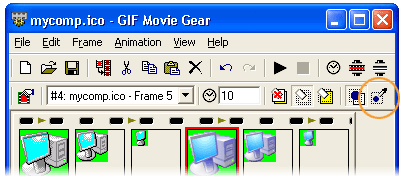 mycomp.ico - GIF Movie Gear
File Edit Frame Animation View Help
#4: mycomp.ico - Frame 5 10